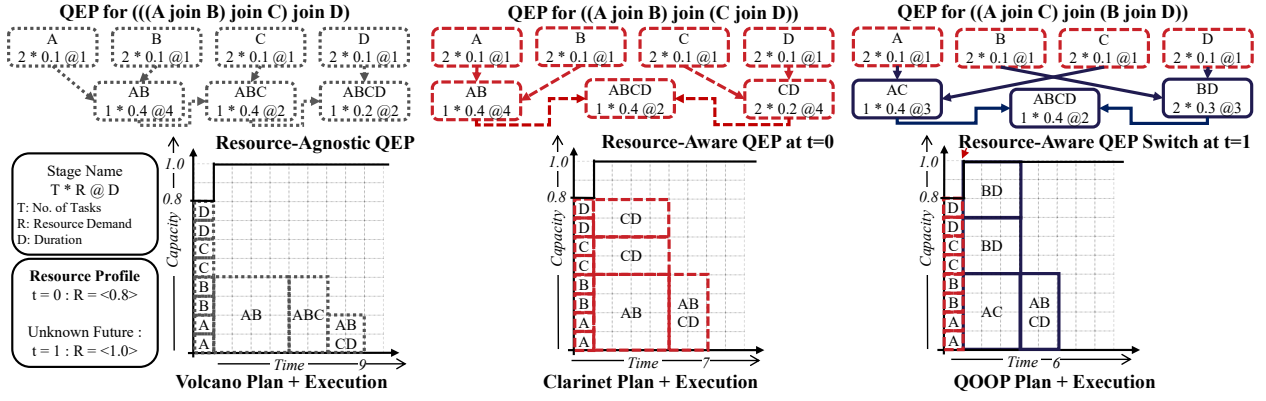 QEP for (((A join B) join C) join D)
A
2 * 0.1 @1
B
2 * 0.1 @1
C
2 * 0.1 @1
D
2 * 0.1 @1
AB
1 * 0.4 @4
ABC
1 * 0.4 @2
ABCD
1 * 0.2 @2
Resource-Agnostic QEP
QEP for ((A join B) join (C join D))
A
2 * 0.1 @1
B
2 * 0.1 @1
C
2 * 0.1 @1
D
2 * 0.1 @1
AB
1 * 0.4 @4
ABCD
1 * 0.4 @2
CD
2 * 0.2 @4
Resource-Aware QEP at t=0
QEP for ((A join C) join (B join D))
A
2 * 0.1 @1
B
2 * 0.1 @1
C
2 * 0.1 @1
D
2 * 0.1 @1
AC
1 * 0.4 @3
ABCD
1 * 0.4 @2
BD
2 * 0.3 @3
Resource-Aware QEP Switch at t=1
Stage Name
T * R @ D
T: No. of Tasks
R: Resource Demand
D: Duration
Resource Profile
t = 0 : R = <0.8>
Unknown Future :
t = 1 : R = <1.0>
1.0
0.8
Capacity
D
D
C
C
B
B
A
A
AB
ABC
AB
CD
Time
9
Volcano Plan + Execution
1.0
0.8
Capacity
D
D
C
C
B
B
A
A
CD
CD
AB
AB
CD
Time
7
Clarinet Plan + Execution
1.0
0.8
Capacity
D
D
C
C
B
B
A
A
BD
BD
AC
AB
CD
Time
6
QOOP Plan + Execution